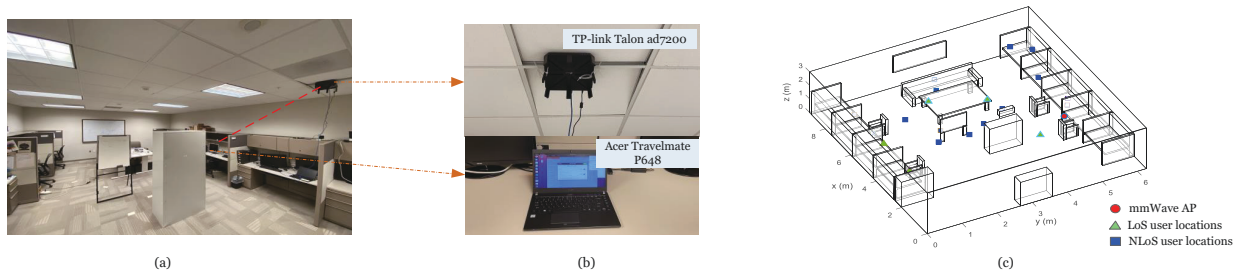 TP-link Talon ad7200
Acer Travelmate
P648
3
2
1
0
z (m)
8
6
4
2
0
x (m)
0
1
2
3
4
5
6
y (m)
mmWave AP
LoS user locations
NLoS user locations
(a)
(b)
(c)